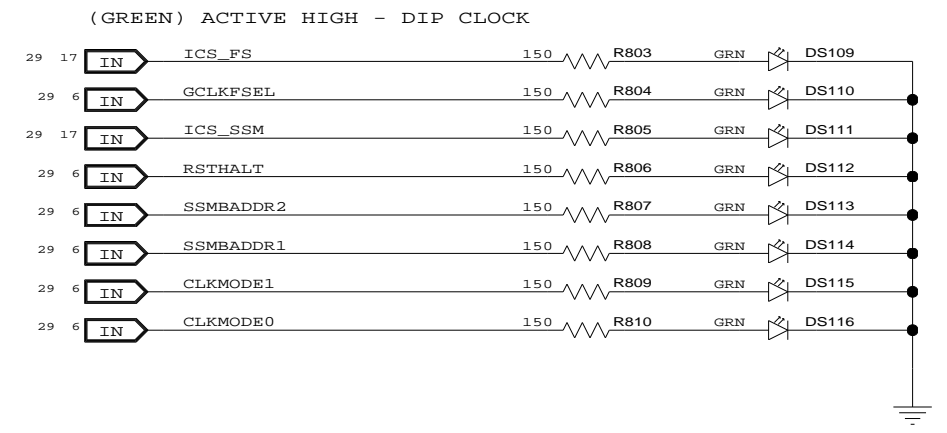 (GREEN) ACTIVE HIGH - DIP CLOCK
29 17 IN ICS_FS 150 R803 GRN DS109
29 6 IN GCLKFSEL 150 R804 GRN DS110
29 17 IN ICS_SSM 150 R805 GRN DS111
29 6 IN RSTHALT 150 R806 GRN DS112
29 6 IN SSMBADDR2 150 R807 GRN DS113
29 6 IN SSMBADDR1 150 R808 GRN DS114
29 6 IN CLKMODE1 150 R809 GRN DS115
29 6 IN CLKMODE0 150 R810 GRN DS116